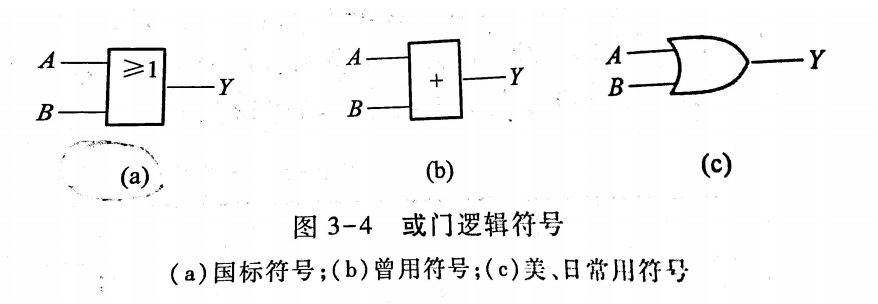 A ≥1 Y
B
A + Y
B
A Y
B
(a) (b) (c)
图 3-4 或门逻辑符号
(a)国标符号;(b)曾用符号;(c)美、日常用符号